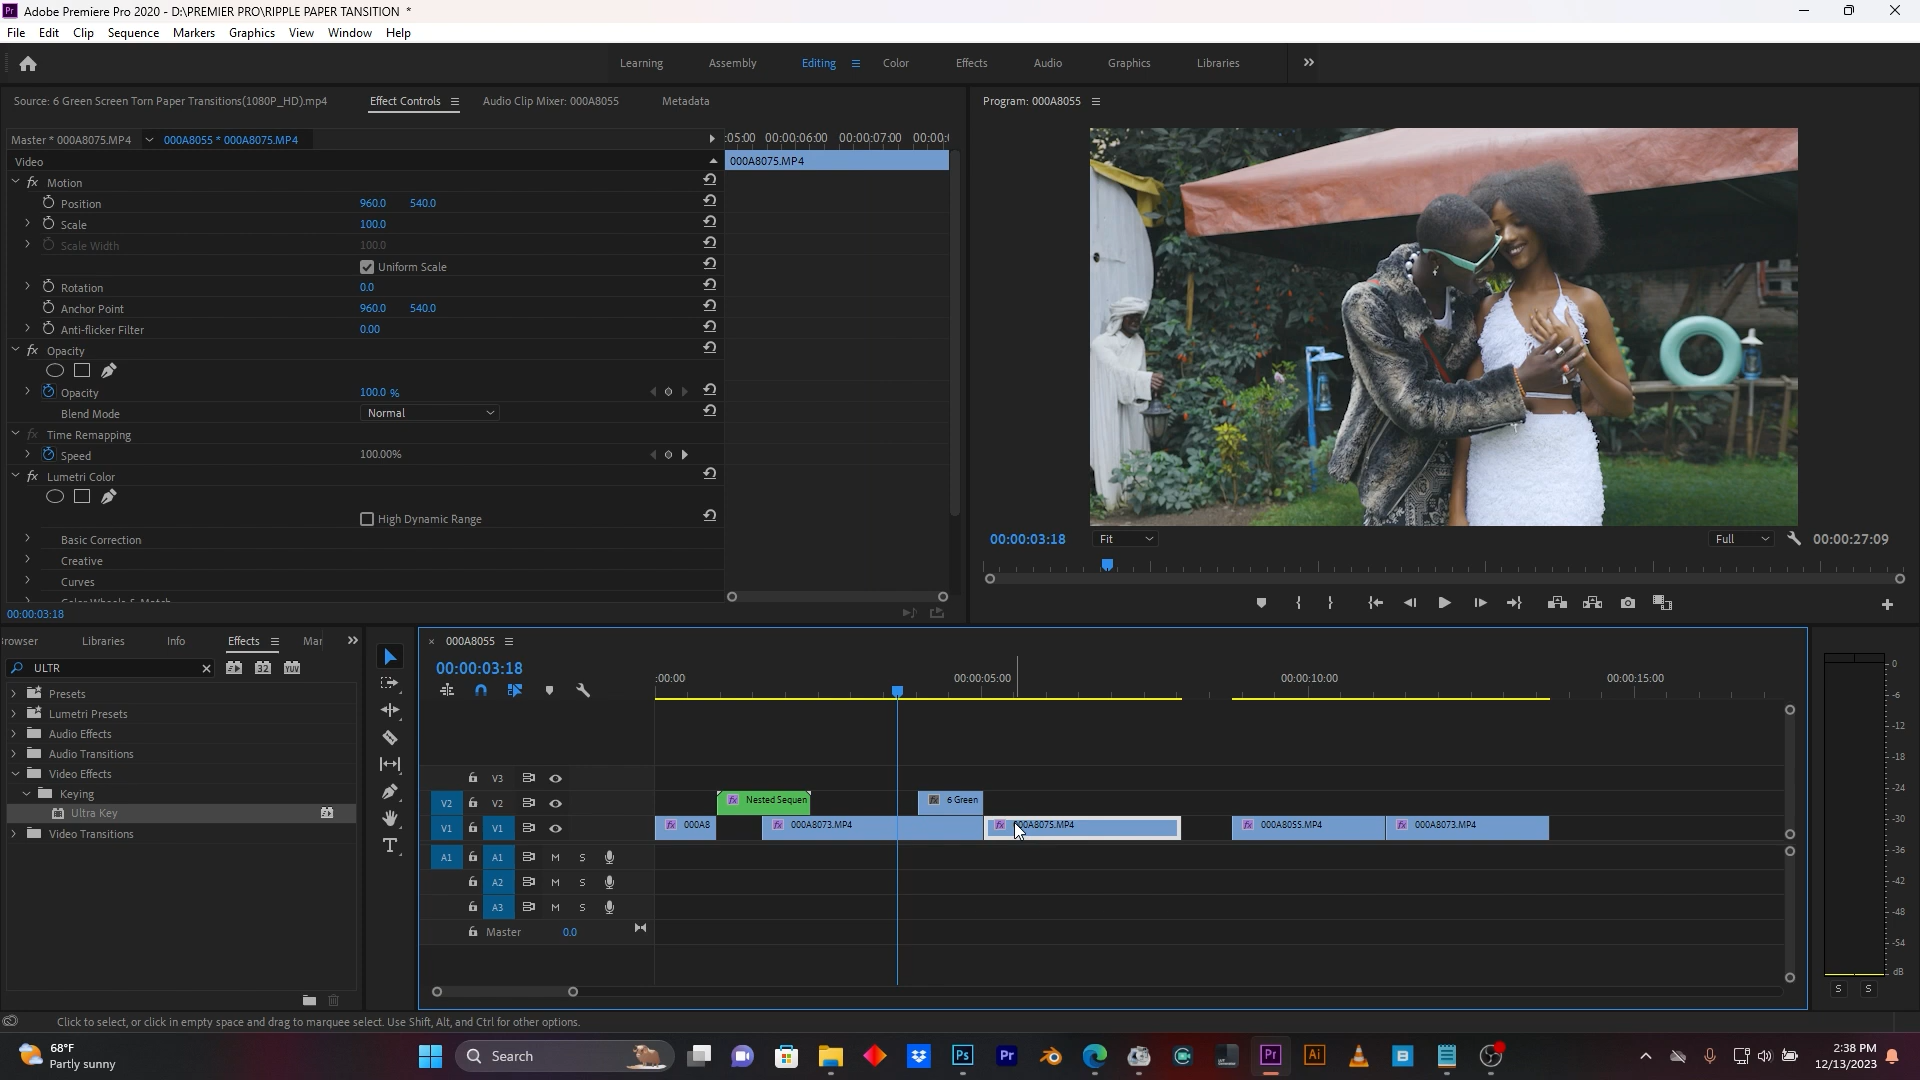 Adobe Premiere Pro 2020 - D:\PREMIER PRO\RIPPLE PAPER TANSITION *
File Edit Clip Sequence Markers Graphics View Window Help
Learning Assembly Editing Color Effects Audio Graphics Libraries
Source: 6 Green Screen Torn Paper Transitions(1080P_HD).mp4 Effect Controls Audio Clip Mixer: 000A8055 Metadata
Program: 000A8055
Master * 000A8075.MP4 000A8055 * 000A8075.MP4
:05:00 00:00:06:00 00:00:07:00 00:00:
Video
000A8075.MP4
Motion
Position 960.0 540.0
Scale 100.0
Scale Width 100.0
Uniform Scale
Rotation 0.0
Anchor Point 960.0 540.0
Anti-flicker Filter 0.00
Opacity
Opacity 100.0 %
Blend Mode Normal
Time Remapping
Speed 100.00%
Lumetri Color
High Dynamic Range
Basic Correction
Creative
Curves
Color Wheels & Match
00:00:03:18
00:00:03:18 Fit Full 00:00:27:09
rowser Libraries Info Effects Mar
ULTR
Presets
Lumetri Presets
Audio Effects
Audio Transitions
Video Effects
Keying
Ultra Key
Video Transitions
000A8055
00:00:03:18
:00:00 00:00:05:00 00:00:10:00 00:00:15:00
V3
V2 V2 Nested Sequen 6 Green
V1 V1 000A8 000A8073.MP4 000A8075.MP4 000A8055.MP4 000A8073.MP4
A1 A1 M S
A2 M S
A3 M S
Master 0.0
0
-6
-12
-18
-24
-30
-36
-42
-48
-54
dB
S S
Click to select, or click in empty space and drag to marquee select. Use Shift, Alt, and Ctrl for other options.
68°F
Partly sunny
Search
2:38 PM
12/13/2023